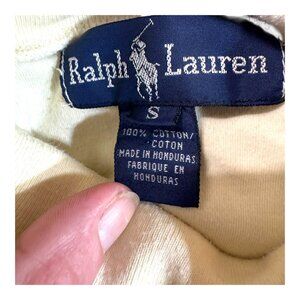 Ralph Lauren
S
100% COTTON/
COTON
MADE IN HONDURAS
FABRIQUE EN
HONDURAS